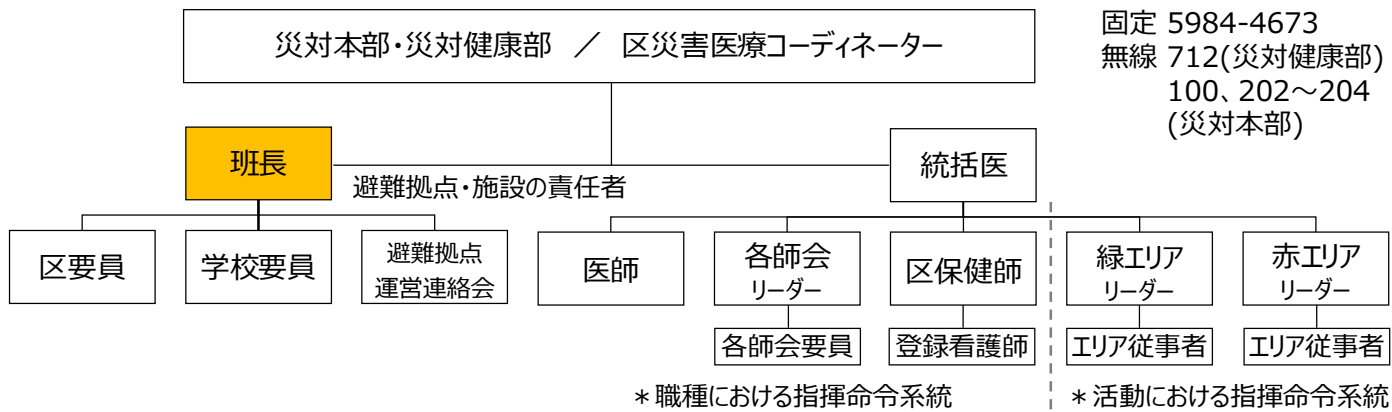 災対本部・災対健康部 ／ 区災害医療コーディネーター
固定 5984-4673
無線 712(災対健康部)
100、202～204
(災対本部)
班長
避難拠点・施設の責任者
統括医
区要員
学校要員
避難拠点
運営連絡会
医師
各師会
リーダー
区保健師
緑エリア
リーダー
赤エリア
リーダー
各師会要員
登録看護師
エリア従事者
エリア従事者
＊職種における指揮命令系統
＊活動における指揮命令系統